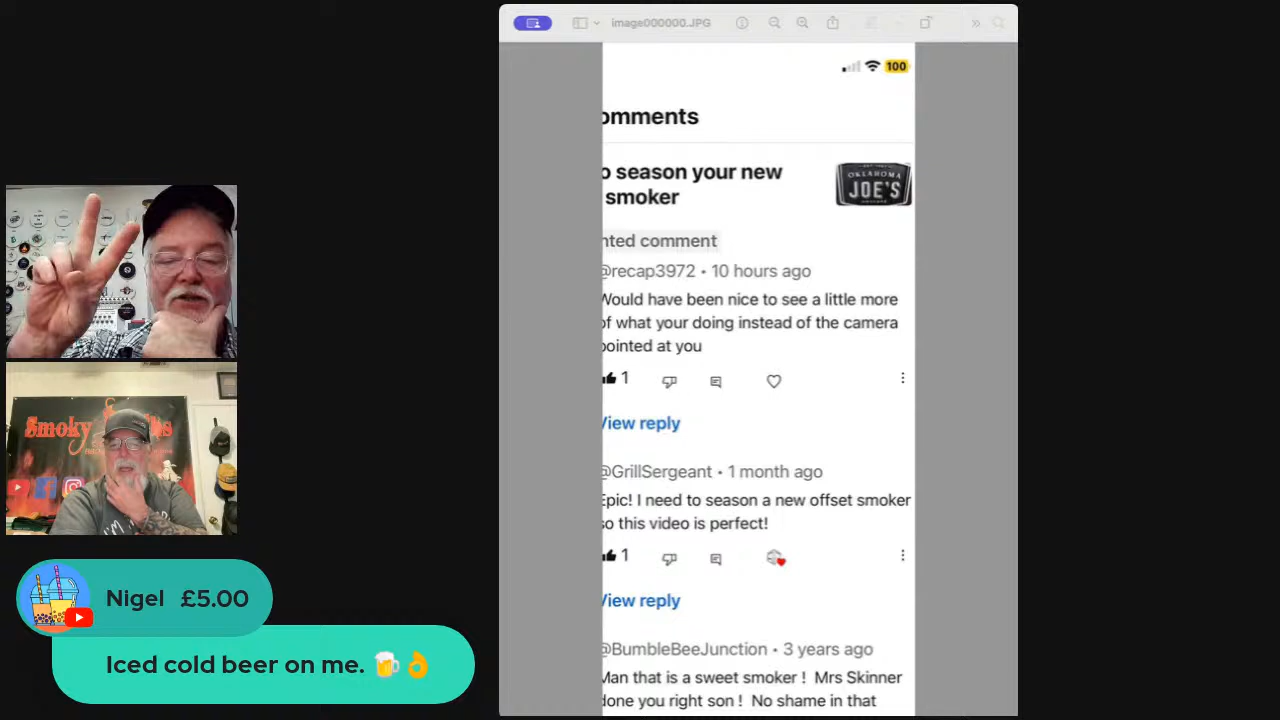 image000000.JPG
100
omments
o season your new
smoker
OKLAHOMA
JOE'S
nted comment
@recap3972 • 10 hours ago
Would have been nice to see a little more
of what your doing instead of the camera
pointed at you
1
View reply
@GrillSergeant • 1 month ago
Epic! I need to season a new offset smoker
so this video is perfect!
1
View reply
@BumbleBeeJunction • 3 years ago
Man that is a sweet smoker ! Mrs Skinner
done you right son ! No shame in that
Smoky
I'M
Nigel £5.00
Iced cold beer on me. 🍺👌